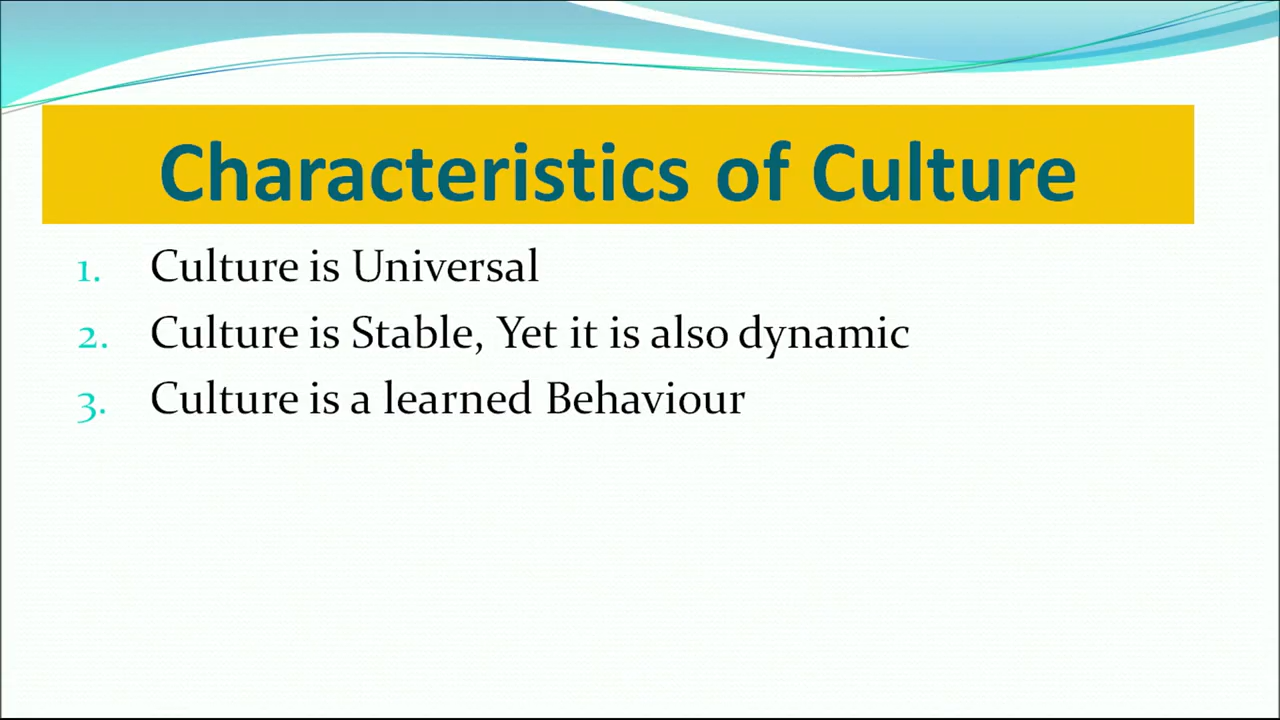 Characteristics of Culture
1. Culture is Universal
2. Culture is Stable, Yet it is also dynamic
3. Culture is a learned Behaviour